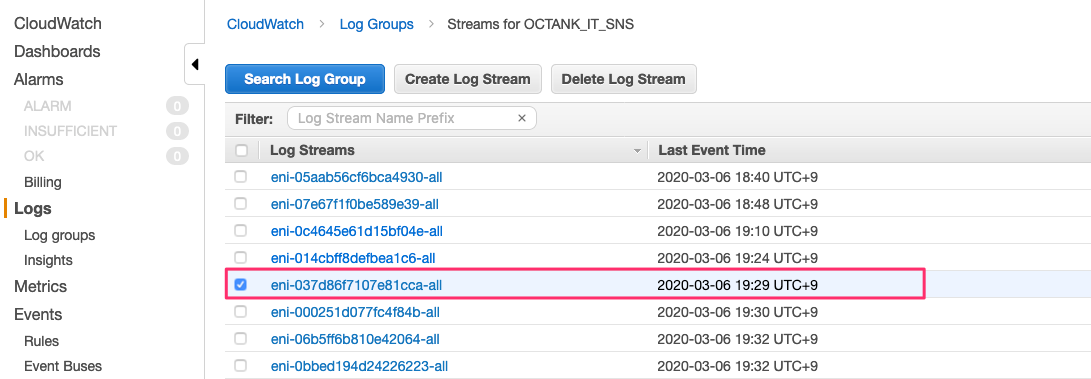 CloudWatch
Dashboards
Alarms
ALARM 0
INSUFFICIENT 0
OK 0
Billing
Logs
Log groups
Insights
Metrics
Events
Rules
Event Buses
CloudWatch > Log Groups > Streams for OCTANK_IT_SNS
Search Log Group Create Log Stream Delete Log Stream
Filter: Log Stream Name Prefix ×
Log Streams Last Event Time
eni-05aab56cf6bca4930-all 2020-03-06 18:40 UTC+9
eni-07e67f1f0be589e39-all 2020-03-06 18:48 UTC+9
eni-0c4645e61d15bf04e-all 2020-03-06 19:10 UTC+9
eni-014cbff8defbea1c6-all 2020-03-06 19:24 UTC+9
eni-037d86f7107e81cca-all 2020-03-06 19:29 UTC+9
eni-000251d077fc4f84b-all 2020-03-06 19:30 UTC+9
eni-06b5ff6b810e42064-all 2020-03-06 19:32 UTC+9
eni-0bbed194d24226223-all 2020-03-06 19:32 UTC+9